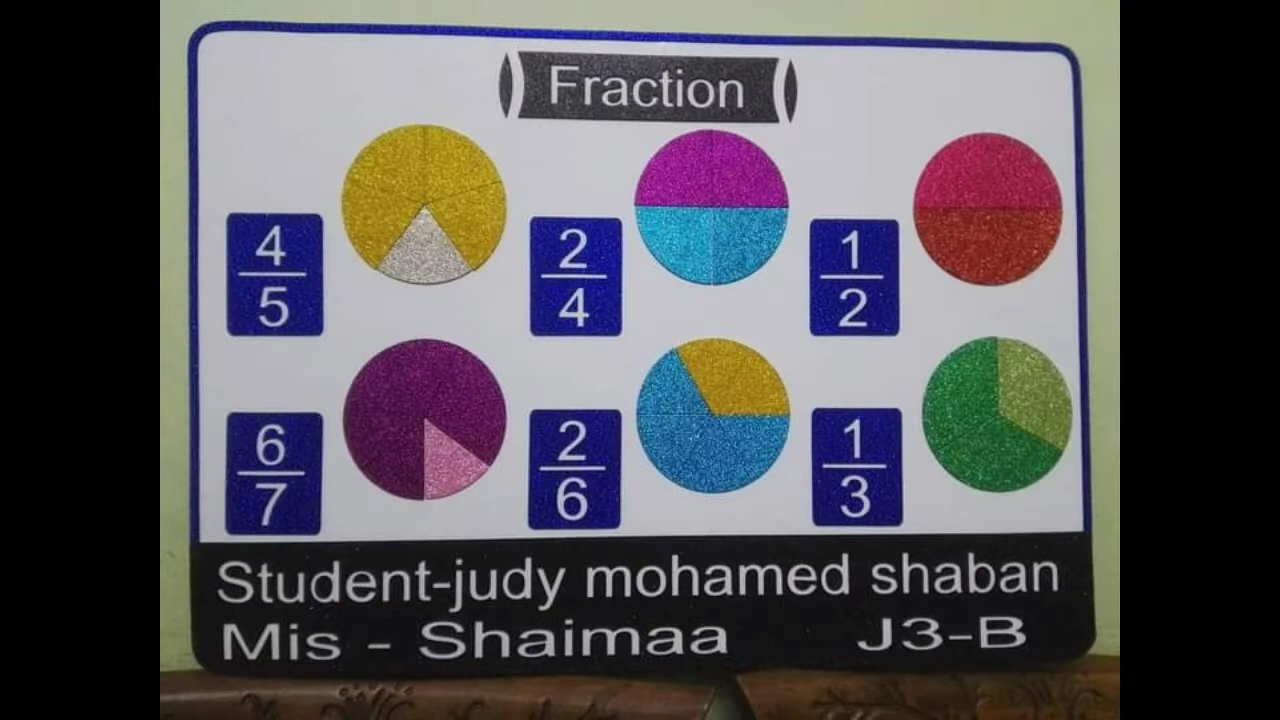 Fraction
4/5
2/4
1/2
6/7
2/6
1/3
Student-judy mohamed shaban
Mis - Shaimaa J3-B